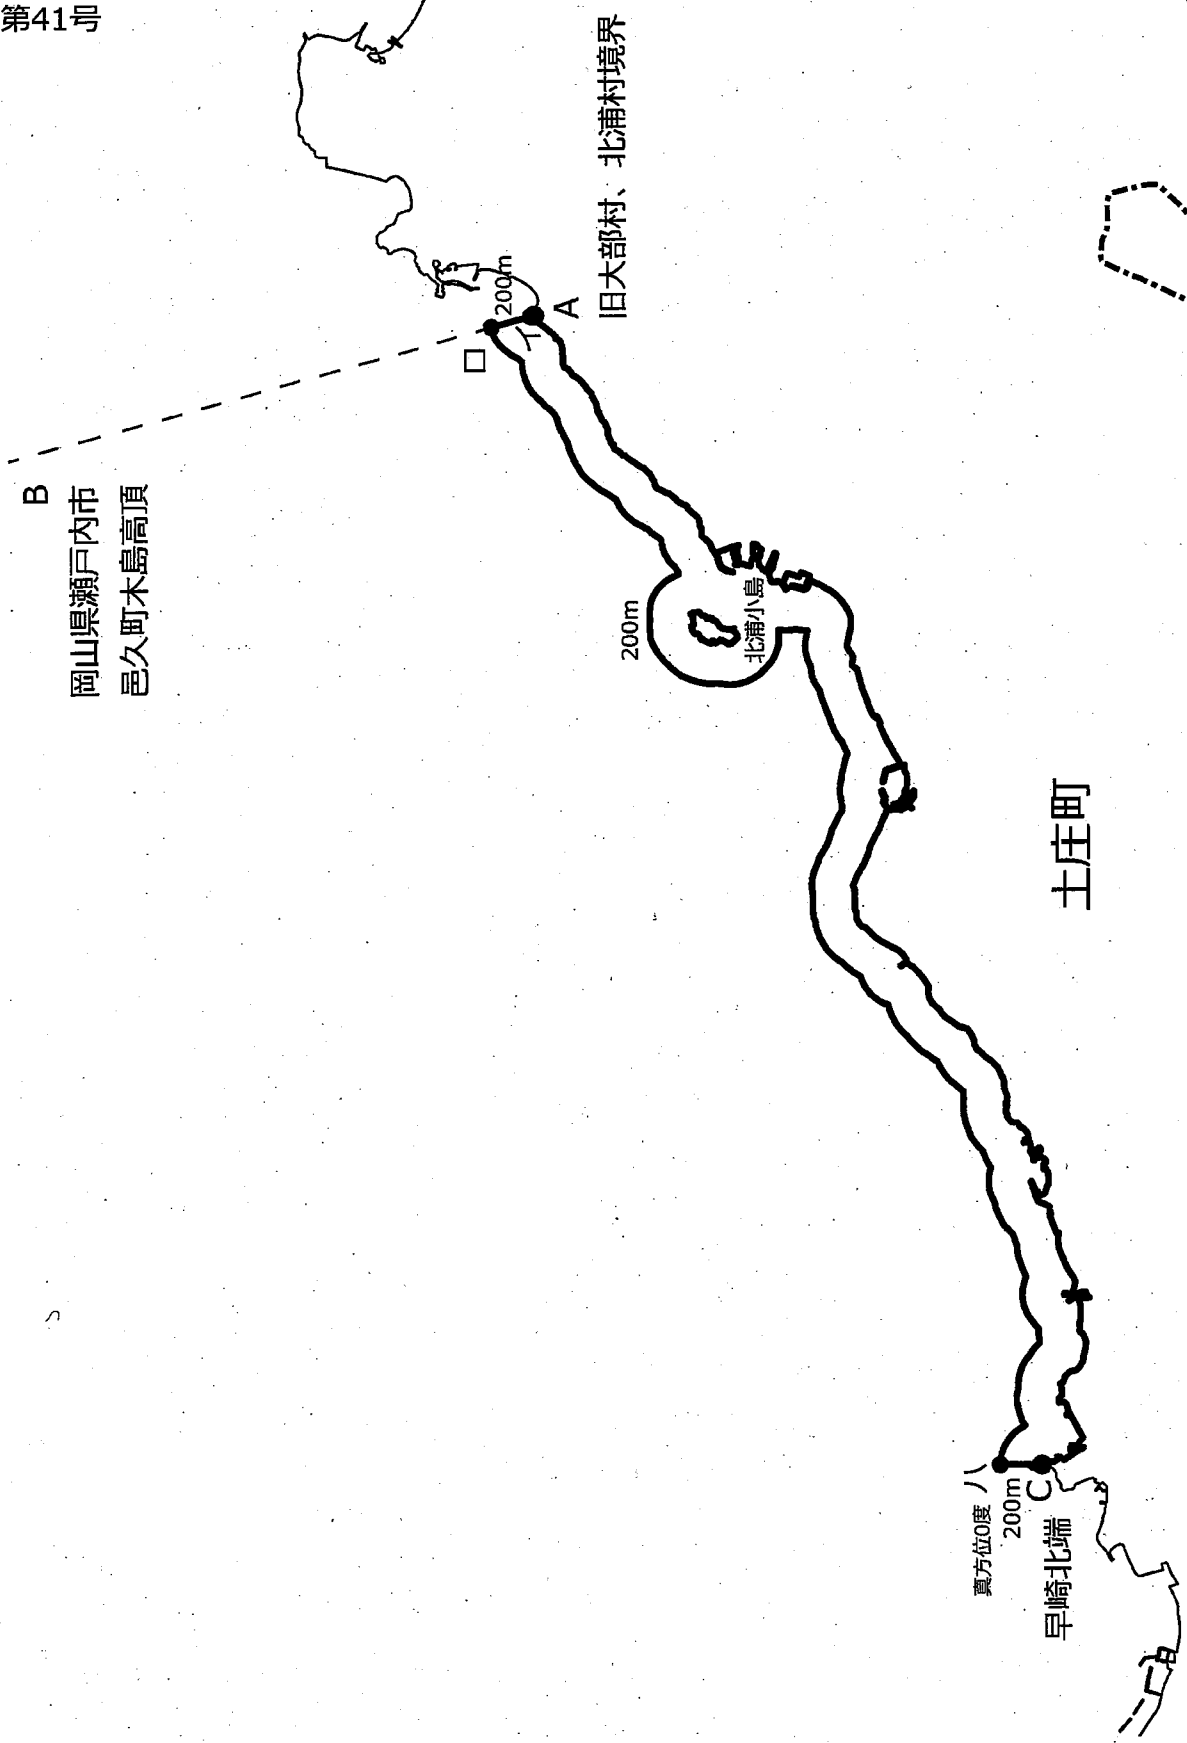 第41号
B
岡山県瀬戸内市
邑久町木島高頂
ロ
200m
イ
A
旧大部村、北浦村境界
200m
北浦小島
土庄町
ハ
真方位0度
200m
C
早崎北端